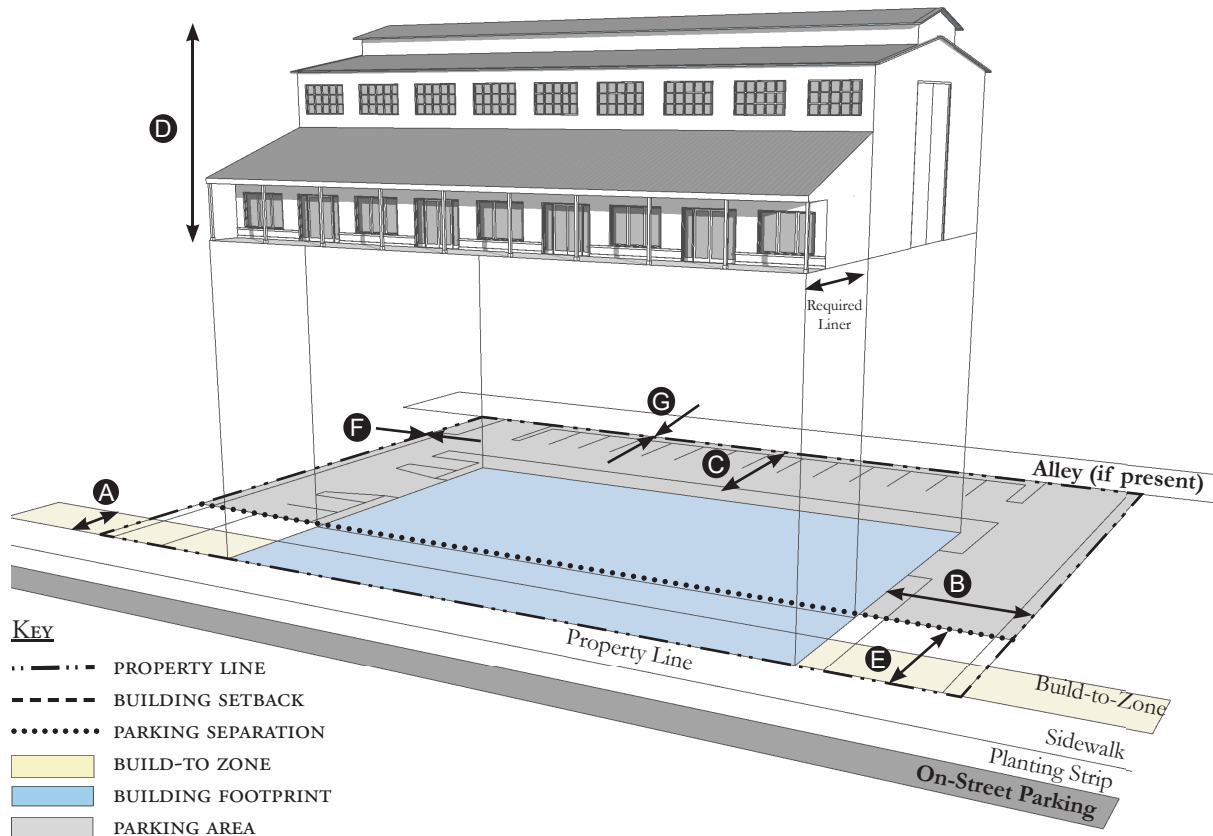 D
Required
Liner
G
F
C
Alley (if present)
A
B
KEY
Property Line
E
PROPERTY LINE
Build-to-Zone
BUILDING SETBACK
PARKING SEPARATION
Sidewalk
BUILD-TO ZONE
Planting Strip
On-Street Parking
BUILDING FOOTPRINT
PARKING AREA